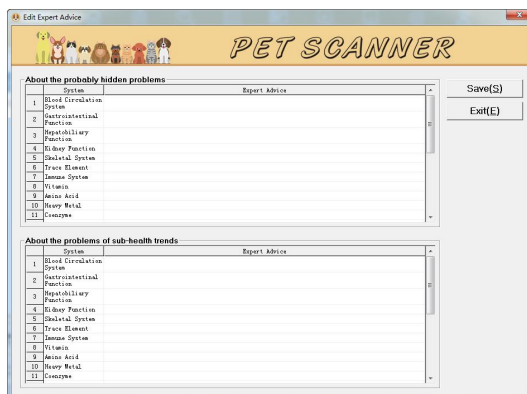 Edit Expert Advice
PET SCANNER
About the probably hidden problems
System Expert Advice
1 Blood Circulation
System
2 Gastrointestinal
Function
3 Hepatobiliary
Function
4 Kidney Function
5 Skeletal System
6 Trace Element
7 Immune System
8 Vitamin
9 Amino Acid
10 Heavy Metal
11 Coenzyme
Save(S)
Exit(E)
About the problems of sub-health trends
System Expert Advice
1 Blood Circulation
System
2 Gastrointestinal
Function
3 Hepatobiliary
Function
4 Kidney Function
5 Skeletal System
6 Trace Element
7 Immune System
8 Vitamin
9 Amino Acid
10 Heavy Metal
11 Coenzyme